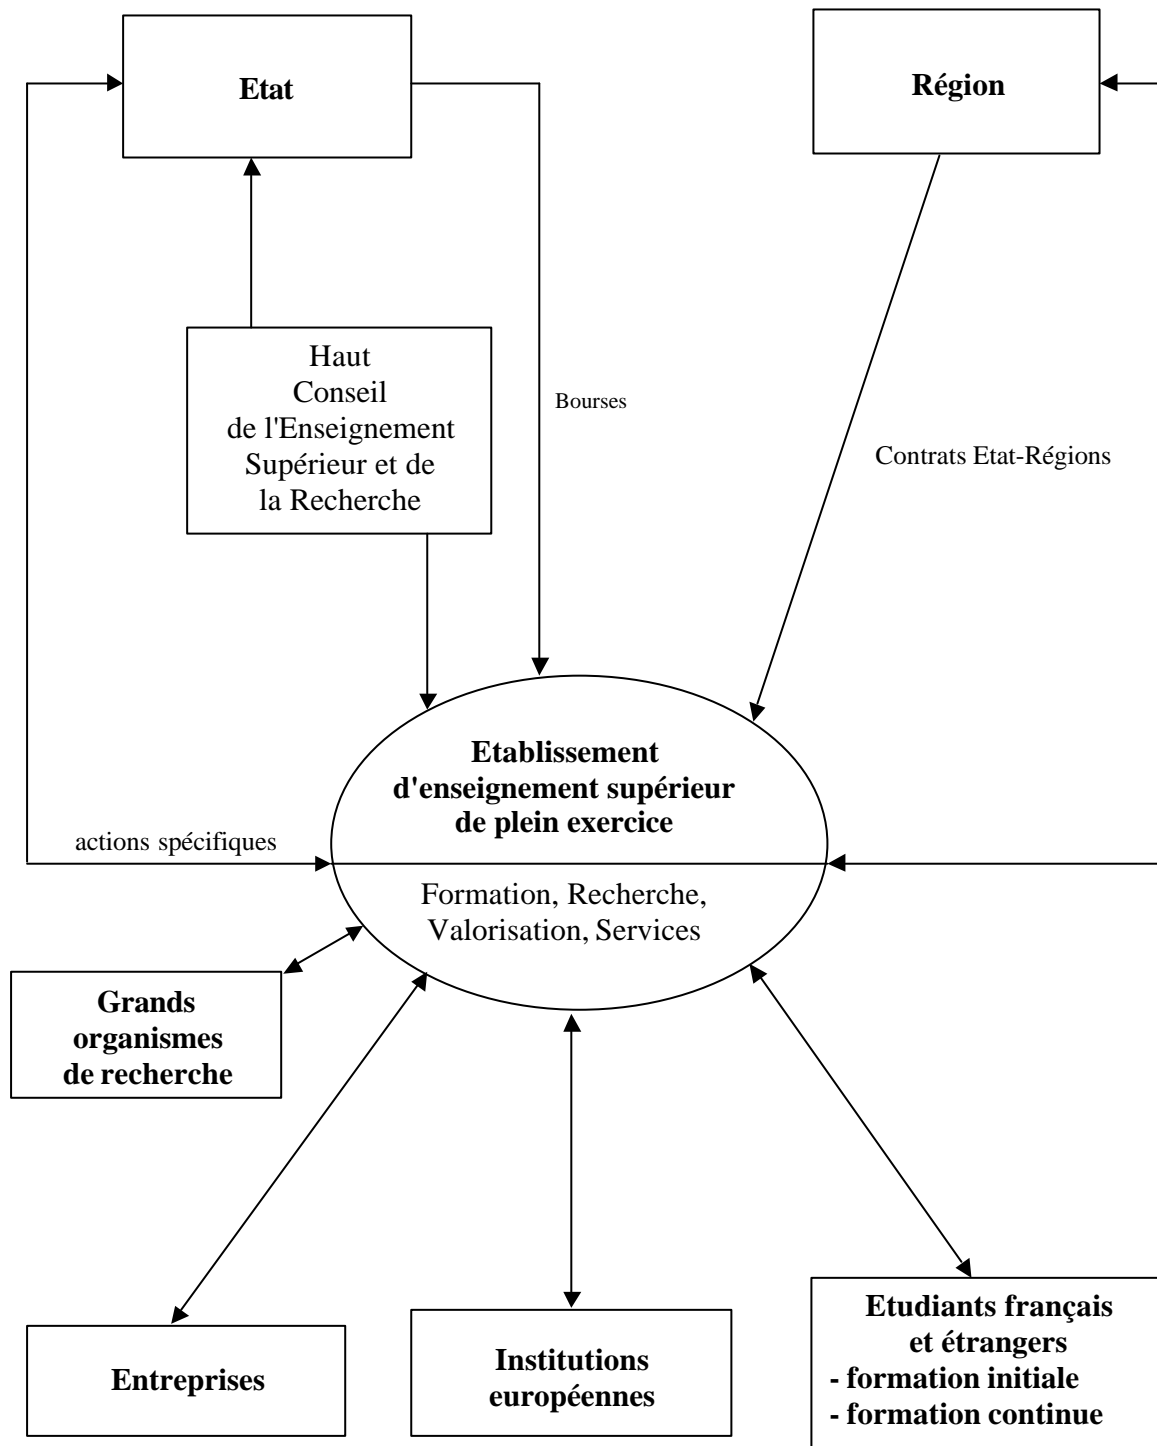 Etat
Région
Haut
Conseil
de l'Enseignement
Supérieur et de
la Recherche
Bourses
Contrats Etat-Régions
Etablissement
d'enseignement supérieur
de plein exercice
actions spécifiques
Formation, Recherche,
Valorisation, Services
Grands
organismes
de recherche
Entreprises
Institutions
européennes
Etudiants français
et étrangers
- formation initiale
- formation continue